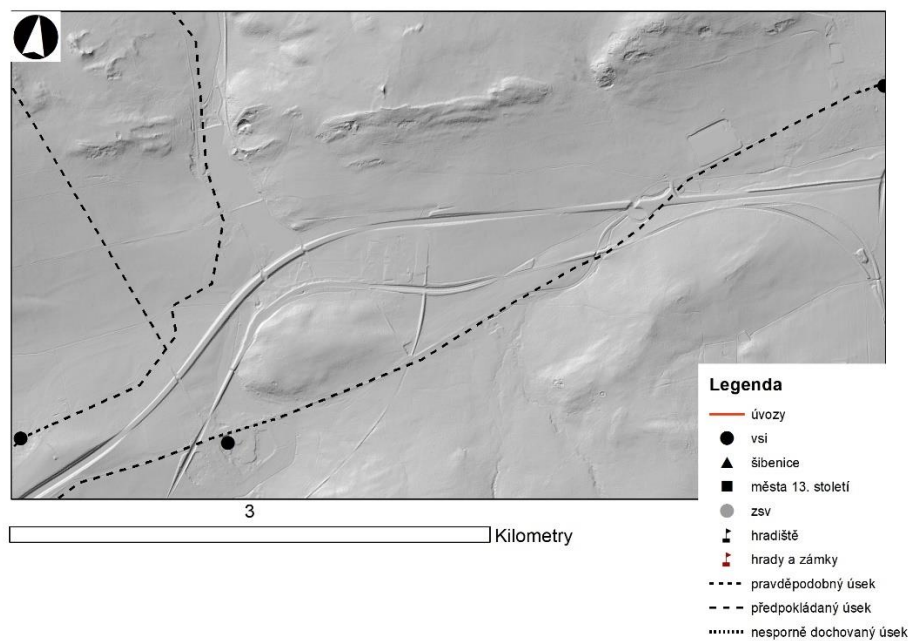 Legenda
úvozy
vsi
šibenice
města 13. století
zsv
hradiště
hrady a zámky
pravděpodobný úsek
předpokládaný úsek
nesporně dochovaný úsek
3
Kilometry